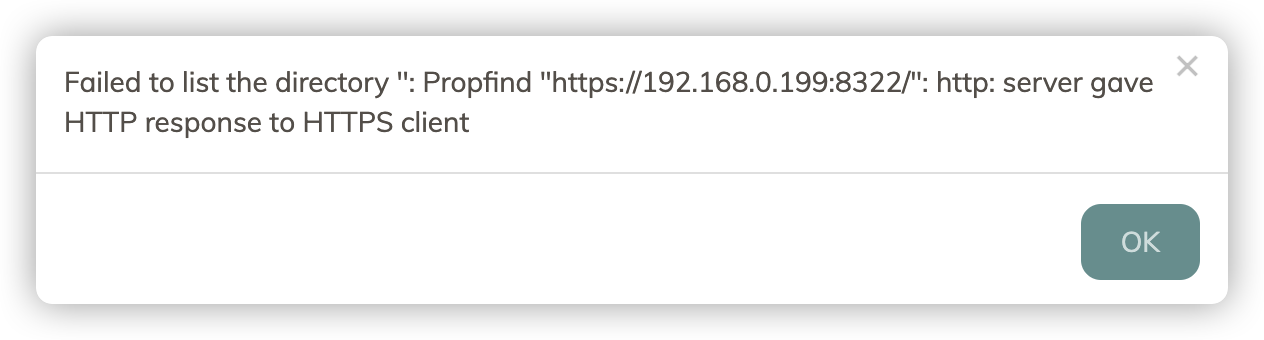 Failed to list the directory '': Propfind "https://192.168.0.199:8322/": http: server gave
HTTP response to HTTPS client
OK